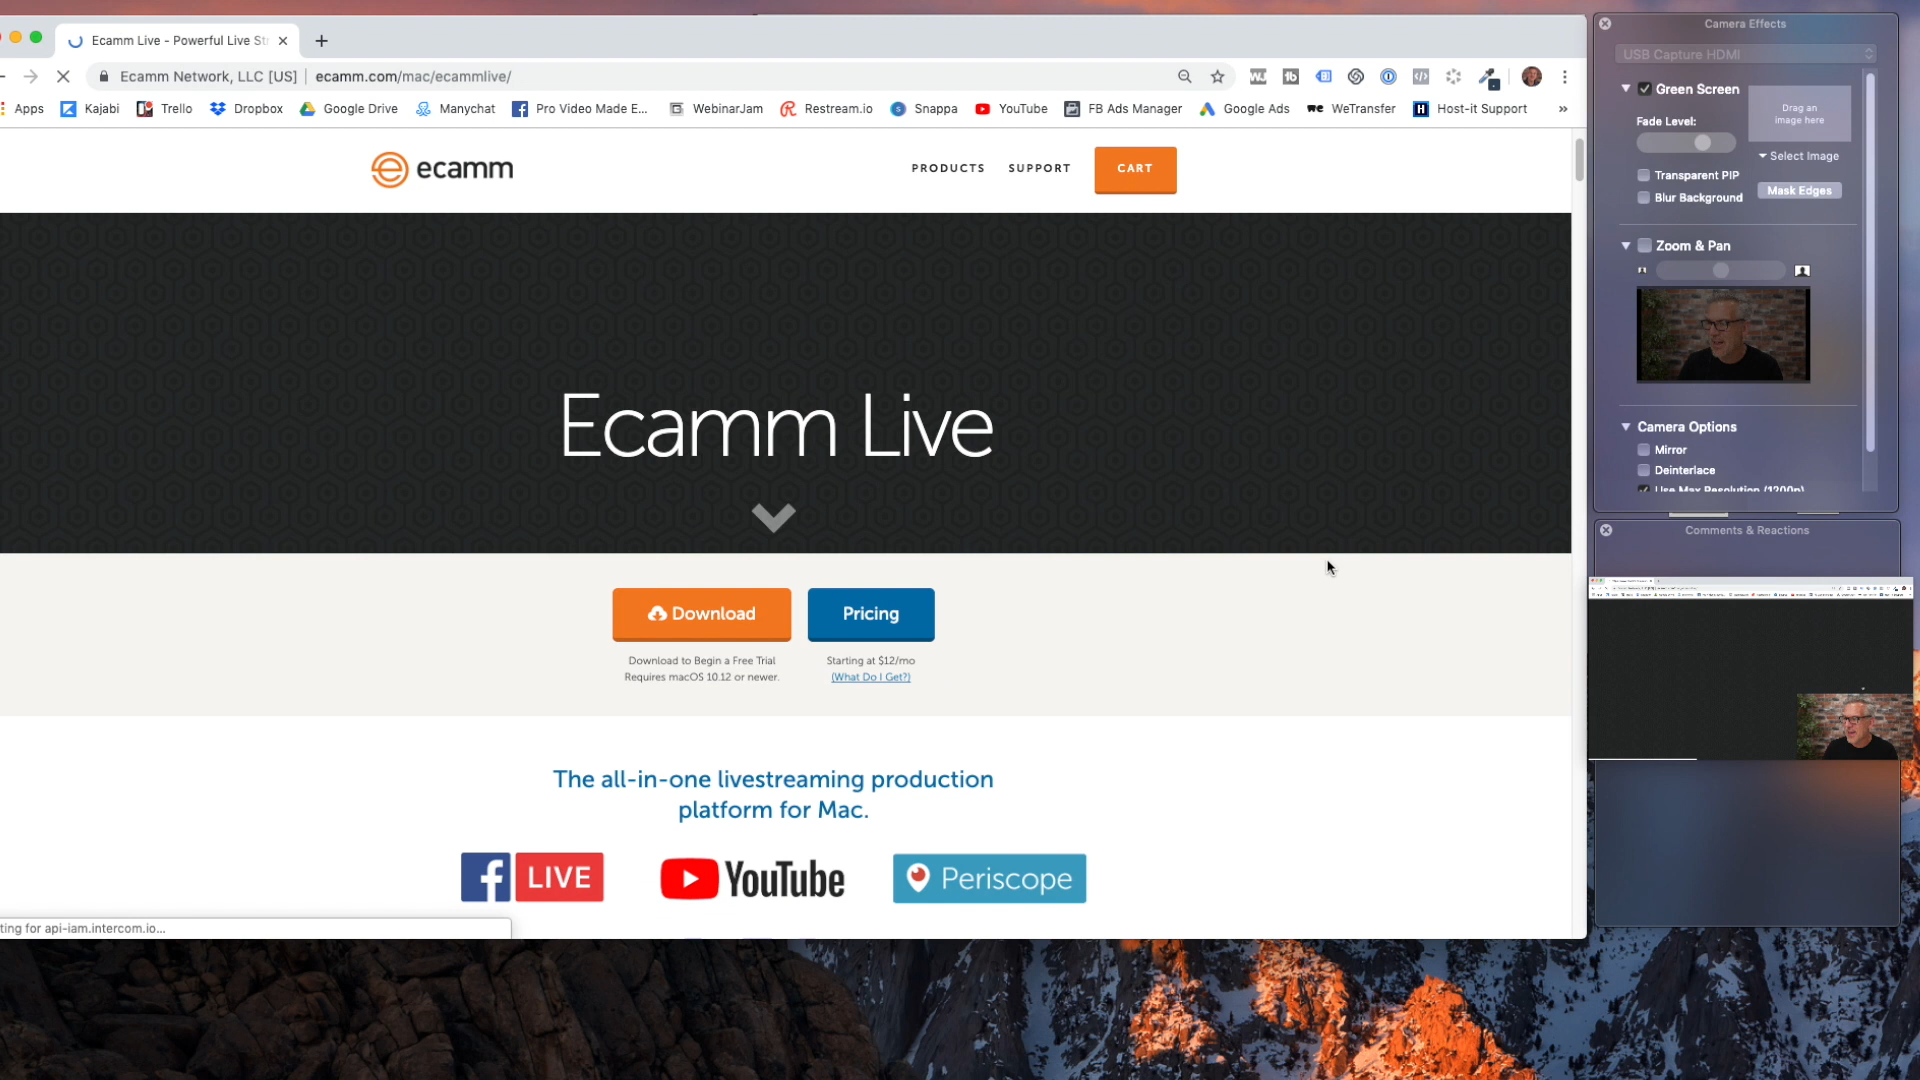 Ecamm Live - Powerful Live St
Ecamm Network, LLC [US] ecamm.com/mac/ecammlive/
Apps Kajabi Trello Dropbox Google Drive Manychat Pro Video Made E... WebinarJam Restream.io Snappa YouTube FB Ads Manager Google Ads WeTransfer Host-it Support »
ecamm
PRODUCTS SUPPORT CART
Ecamm Live
Download
Pricing
Download to Begin a Free Trial
Requires macOS 10.12 or newer.
Starting at $12/mo
(What Do I Get?)
The all-in-one livestreaming production
platform for Mac.
LIVE
YouTube
Periscope
ting for api-iam.intercom.io...
Camera Effects
USB Capture HDMI
Green Screen
Drag an
image here
Fade Level:
Select Image
Transparent PIP
Mask Edges
Blur Background
Zoom & Pan
Camera Options
Mirror
Deinterlace
Use Max Resolution (1200p)
Comments & Reactions